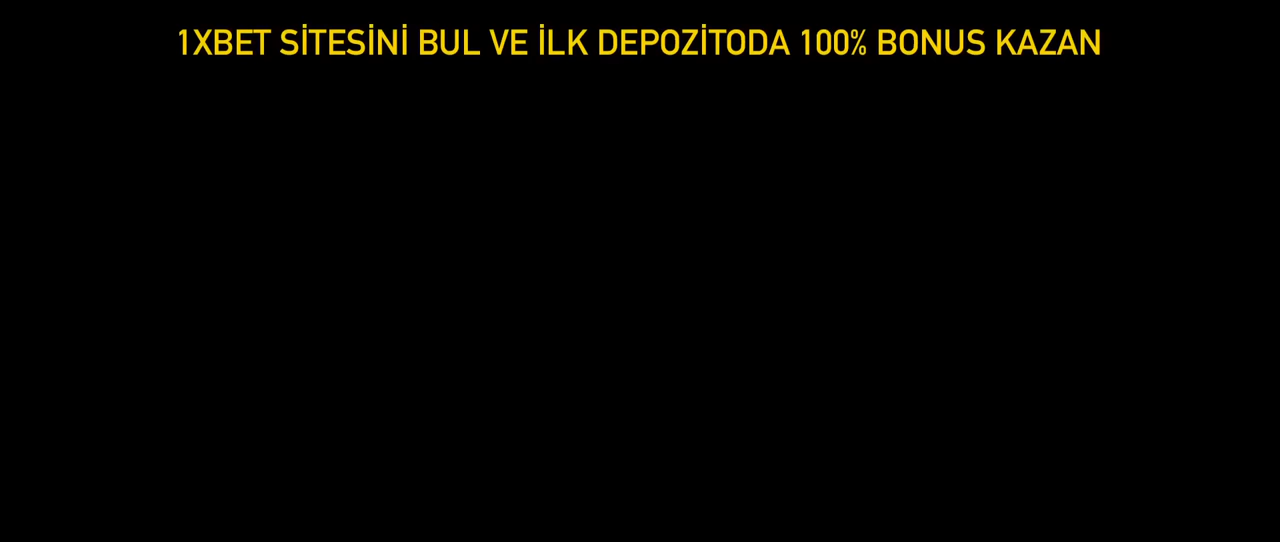 1XBET SİTESİNİ BUL VE İLK DEPOZİTODA 100% BONUS KAZAN